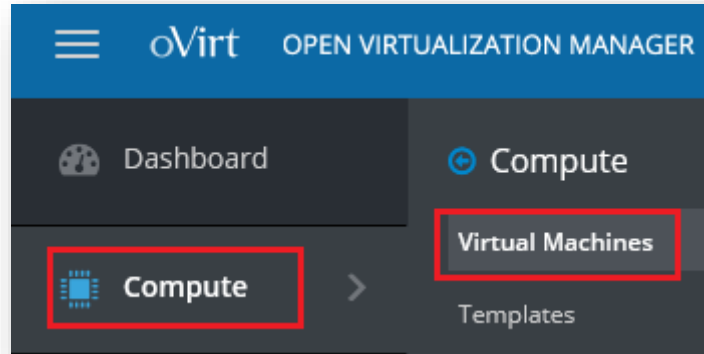 oVirt OPEN VIRTUALIZATION MANAGER
Dashboard
Compute
Compute
Virtual Machines
Templates